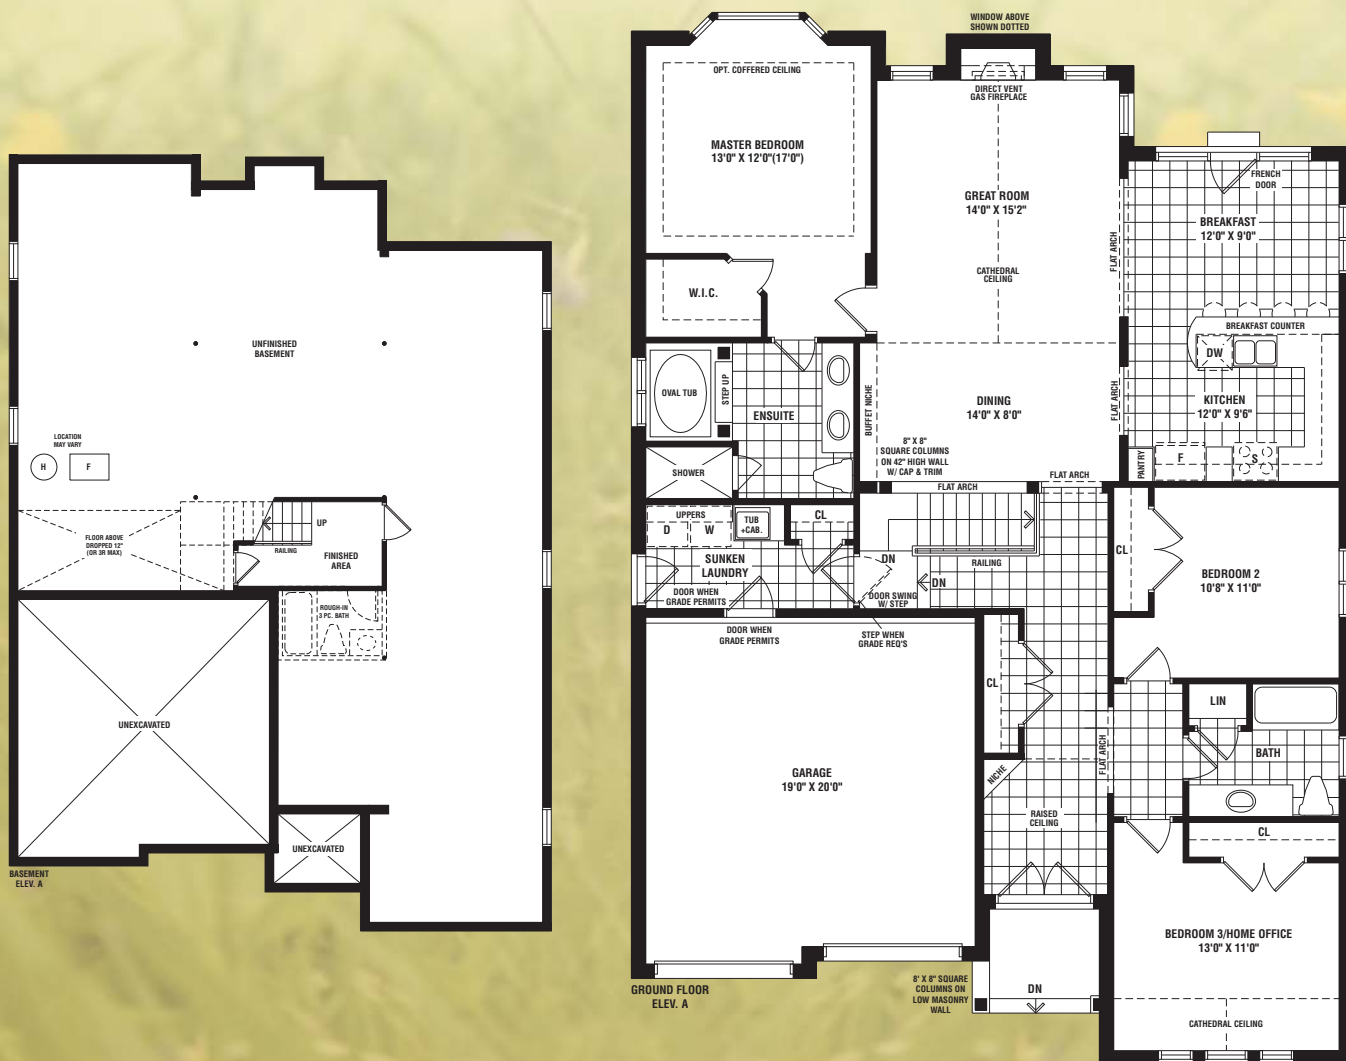 UNFINISHED
BASEMENT
LOCATION
MAY VARY
H
F
FLOOR ABOVE
DROPPED 12"
(OR 3R MAX)
UP
RAILING
FINISHED
AREA
ROUGH-IN
3 PC. BATH
UNEXCAVATED
UNEXCAVATED
BASEMENT
ELEV. A
WINDOW ABOVE
SHOWN DOTTED
OPT. COFFERED CEILING
DIRECT VENT
GAS FIREPLACE
MASTER BEDROOM
13'0" X 12'0"(17'0")
GREAT ROOM
14'0" X 15'2"
FRENCH
DOOR
BREAKFAST
12'0" X 9'0"
FLAT ARCH
CATHEDRAL
CEILING
W.I.C.
BREAKFAST COUNTER
DW
OVAL TUB
STEP UP
ENSUITE
BUFFET NICHE
DINING
14'0" X 8'0"
FLAT ARCH
KITCHEN
12'0" X 9'6"
8" X 8"
SQUARE COLUMNS
ON 42" HIGH WALL
W/ CAP & TRIM
SHOWER
PANTRY
F
S
FLAT ARCH
FLAT ARCH
UPPERS
D
W
TUB
+CAB.
CL
SUNKEN
LAUNDRY
DN
DN
RAILING
CL
BEDROOM 2
10'8" X 11'0"
DOOR WHEN
GRADE PERMITS
DOOR SWING
W/ STEP
DOOR WHEN
GRADE PERMITS
STEP WHEN
GRADE REQ'S
CL
LIN
FLAT ARCH
BATH
NICHE
GARAGE
19'0" X 20'0"
RAISED
CEILING
CL
BEDROOM 3/HOME OFFICE
13'0" X 11'0"
GROUND FLOOR
ELEV. A
8' X 8" SQUARE
COLUMNS ON
LOW MASONRY
WALL
DN
CATHEDRAL CEILING